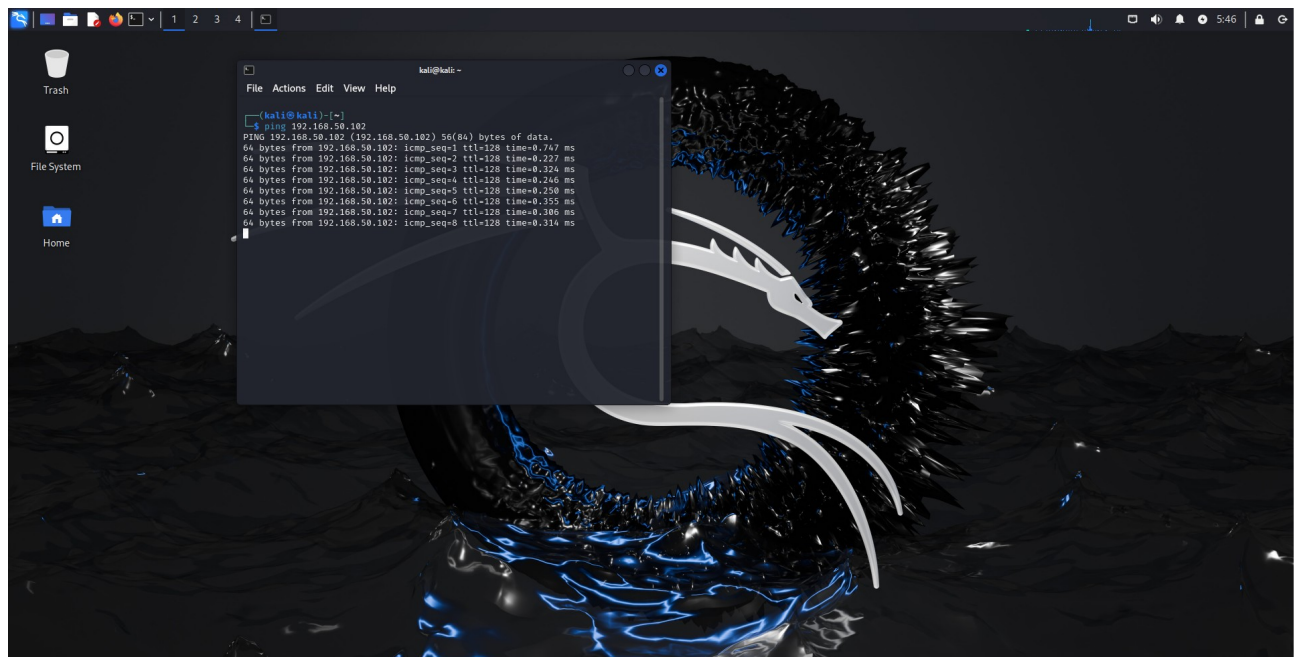 1 2 3 4
5:46
Trash
File System
Home
kali@kali: ~
File Actions Edit View Help
┌──(kali㉿kali)-[~]
└─$ ping 192.168.50.102
PING 192.168.50.102 (192.168.50.102) 56(84) bytes of data.
64 bytes from 192.168.50.102: icmp_seq=1 ttl=128 time=0.747 ms
64 bytes from 192.168.50.102: icmp_seq=2 ttl=128 time=0.227 ms
64 bytes from 192.168.50.102: icmp_seq=3 ttl=128 time=0.324 ms
64 bytes from 192.168.50.102: icmp_seq=4 ttl=128 time=0.246 ms
64 bytes from 192.168.50.102: icmp_seq=5 ttl=128 time=0.250 ms
64 bytes from 192.168.50.102: icmp_seq=6 ttl=128 time=0.355 ms
64 bytes from 192.168.50.102: icmp_seq=7 ttl=128 time=0.306 ms
64 bytes from 192.168.50.102: icmp_seq=8 ttl=128 time=0.314 ms